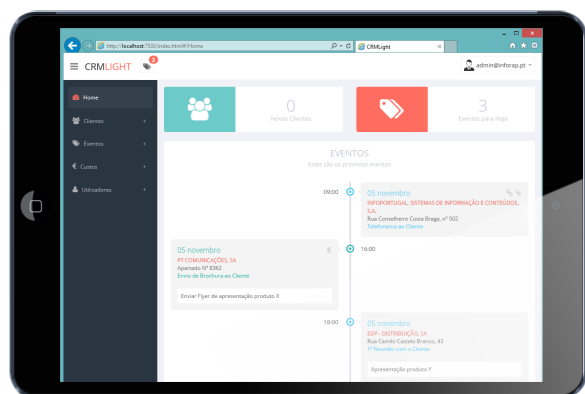 http://localhost:7530/index.html#/Home
CRMLight
CRMLIGHT
3
admin@inforap.pt
Home
Clientes +
Eventos +
€ Custos +
Utilizadores +
0
Novos Clientes
3
Eventos para Hoje
EVENTOS
Estes são os proximos eventos
09:00
05 novembro
INFOPORTUGAL, SISTEMAS DE INFORMAÇÃO E CONTEÚDOS,
S.A.
Rua Conselheiro Costa Braga, nº 502
Telefonema ao Cliente
05 novembro
PT COMUNICAÇÕES, SA
Apartado Nº 8362
Envio de Brochura ao Cliente
Enviar Flyer de apresentação produto X
16:00
18:00
05 novembro
EDP - DISTRIBUIÇÃO, SA
Rua Camilo Castelo Branco, 43
1ª Reunião com o Cliente
Apresentação produto Y